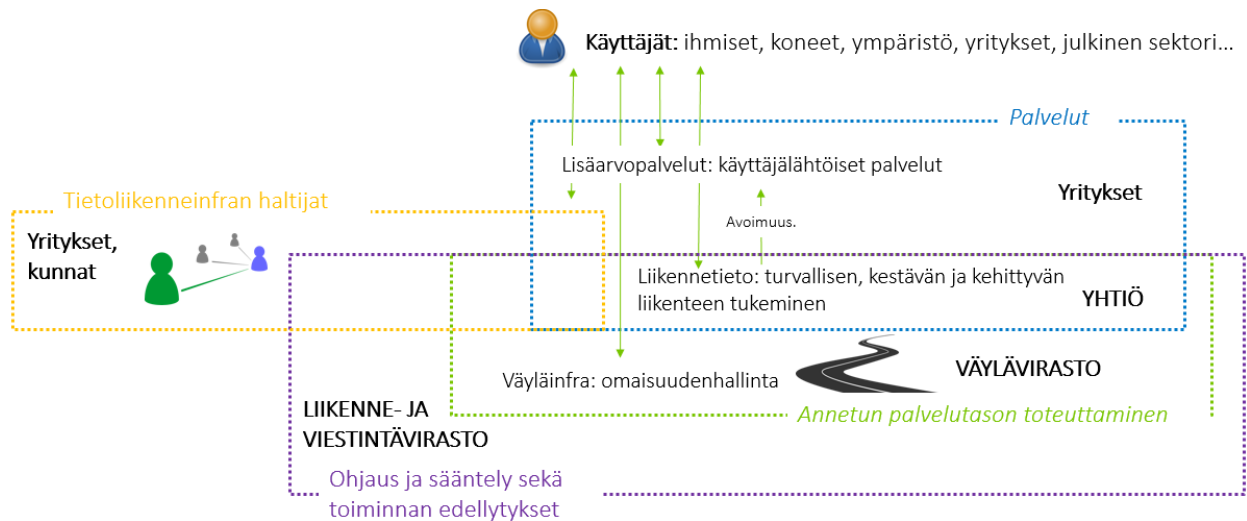 Käyttäjät: ihmiset, koneet, ympäristö, yritykset, julkinen sektori…
Palvelut
Lisäarvopalvelut: käyttäjälähtöiset palvelut
Yritykset
Tietoliikenneinfran haltijat
Avoimuus.
Yritykset,
kunnat
Liikennetieto: turvallisen, kestävän ja kehittyvän
liikenteen tukeminen
YHTIÖ
Väyläinfra: omaisuudenhallinta
VÄYLÄVIRASTO
LIIKENNE- JA
VIESTINTÄVIRASTO
Annetun palvelutason toteuttaminen
Ohjaus ja sääntely sekä
toiminnan edellytykset